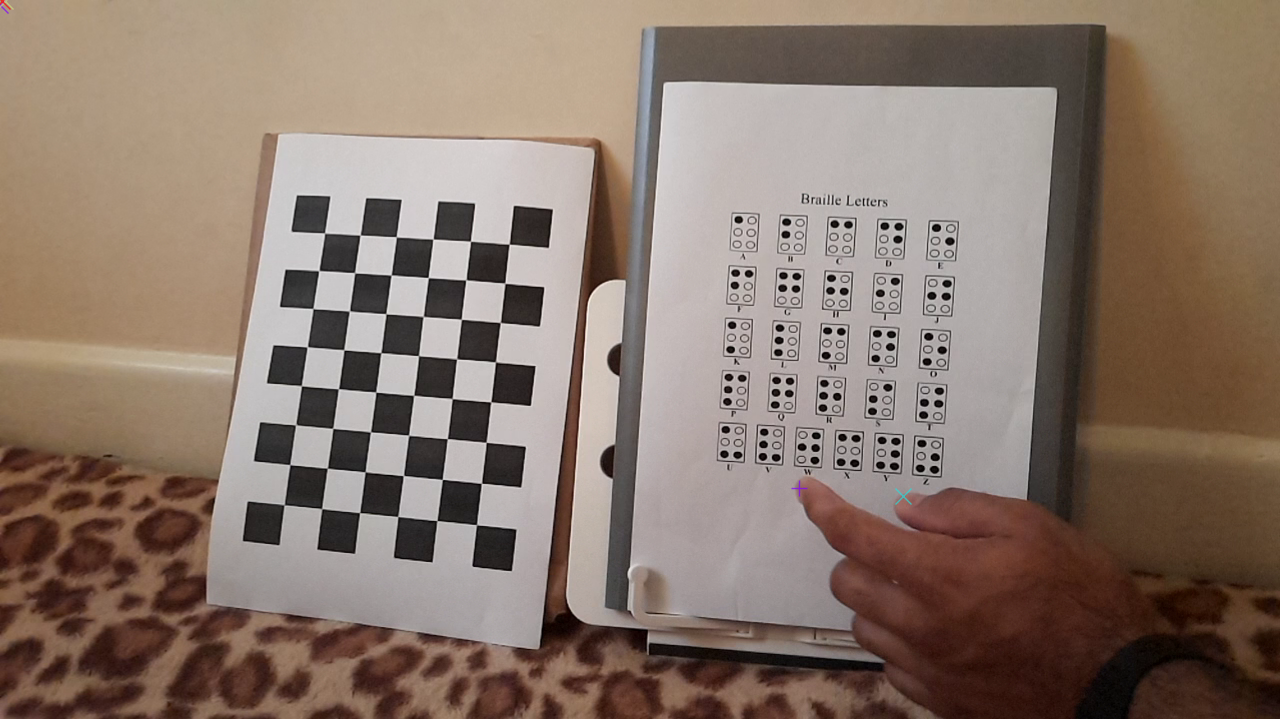 Braille Letters
A B C D E
F G H I J
K L M N O
P Q R S T
U V W X Y Z